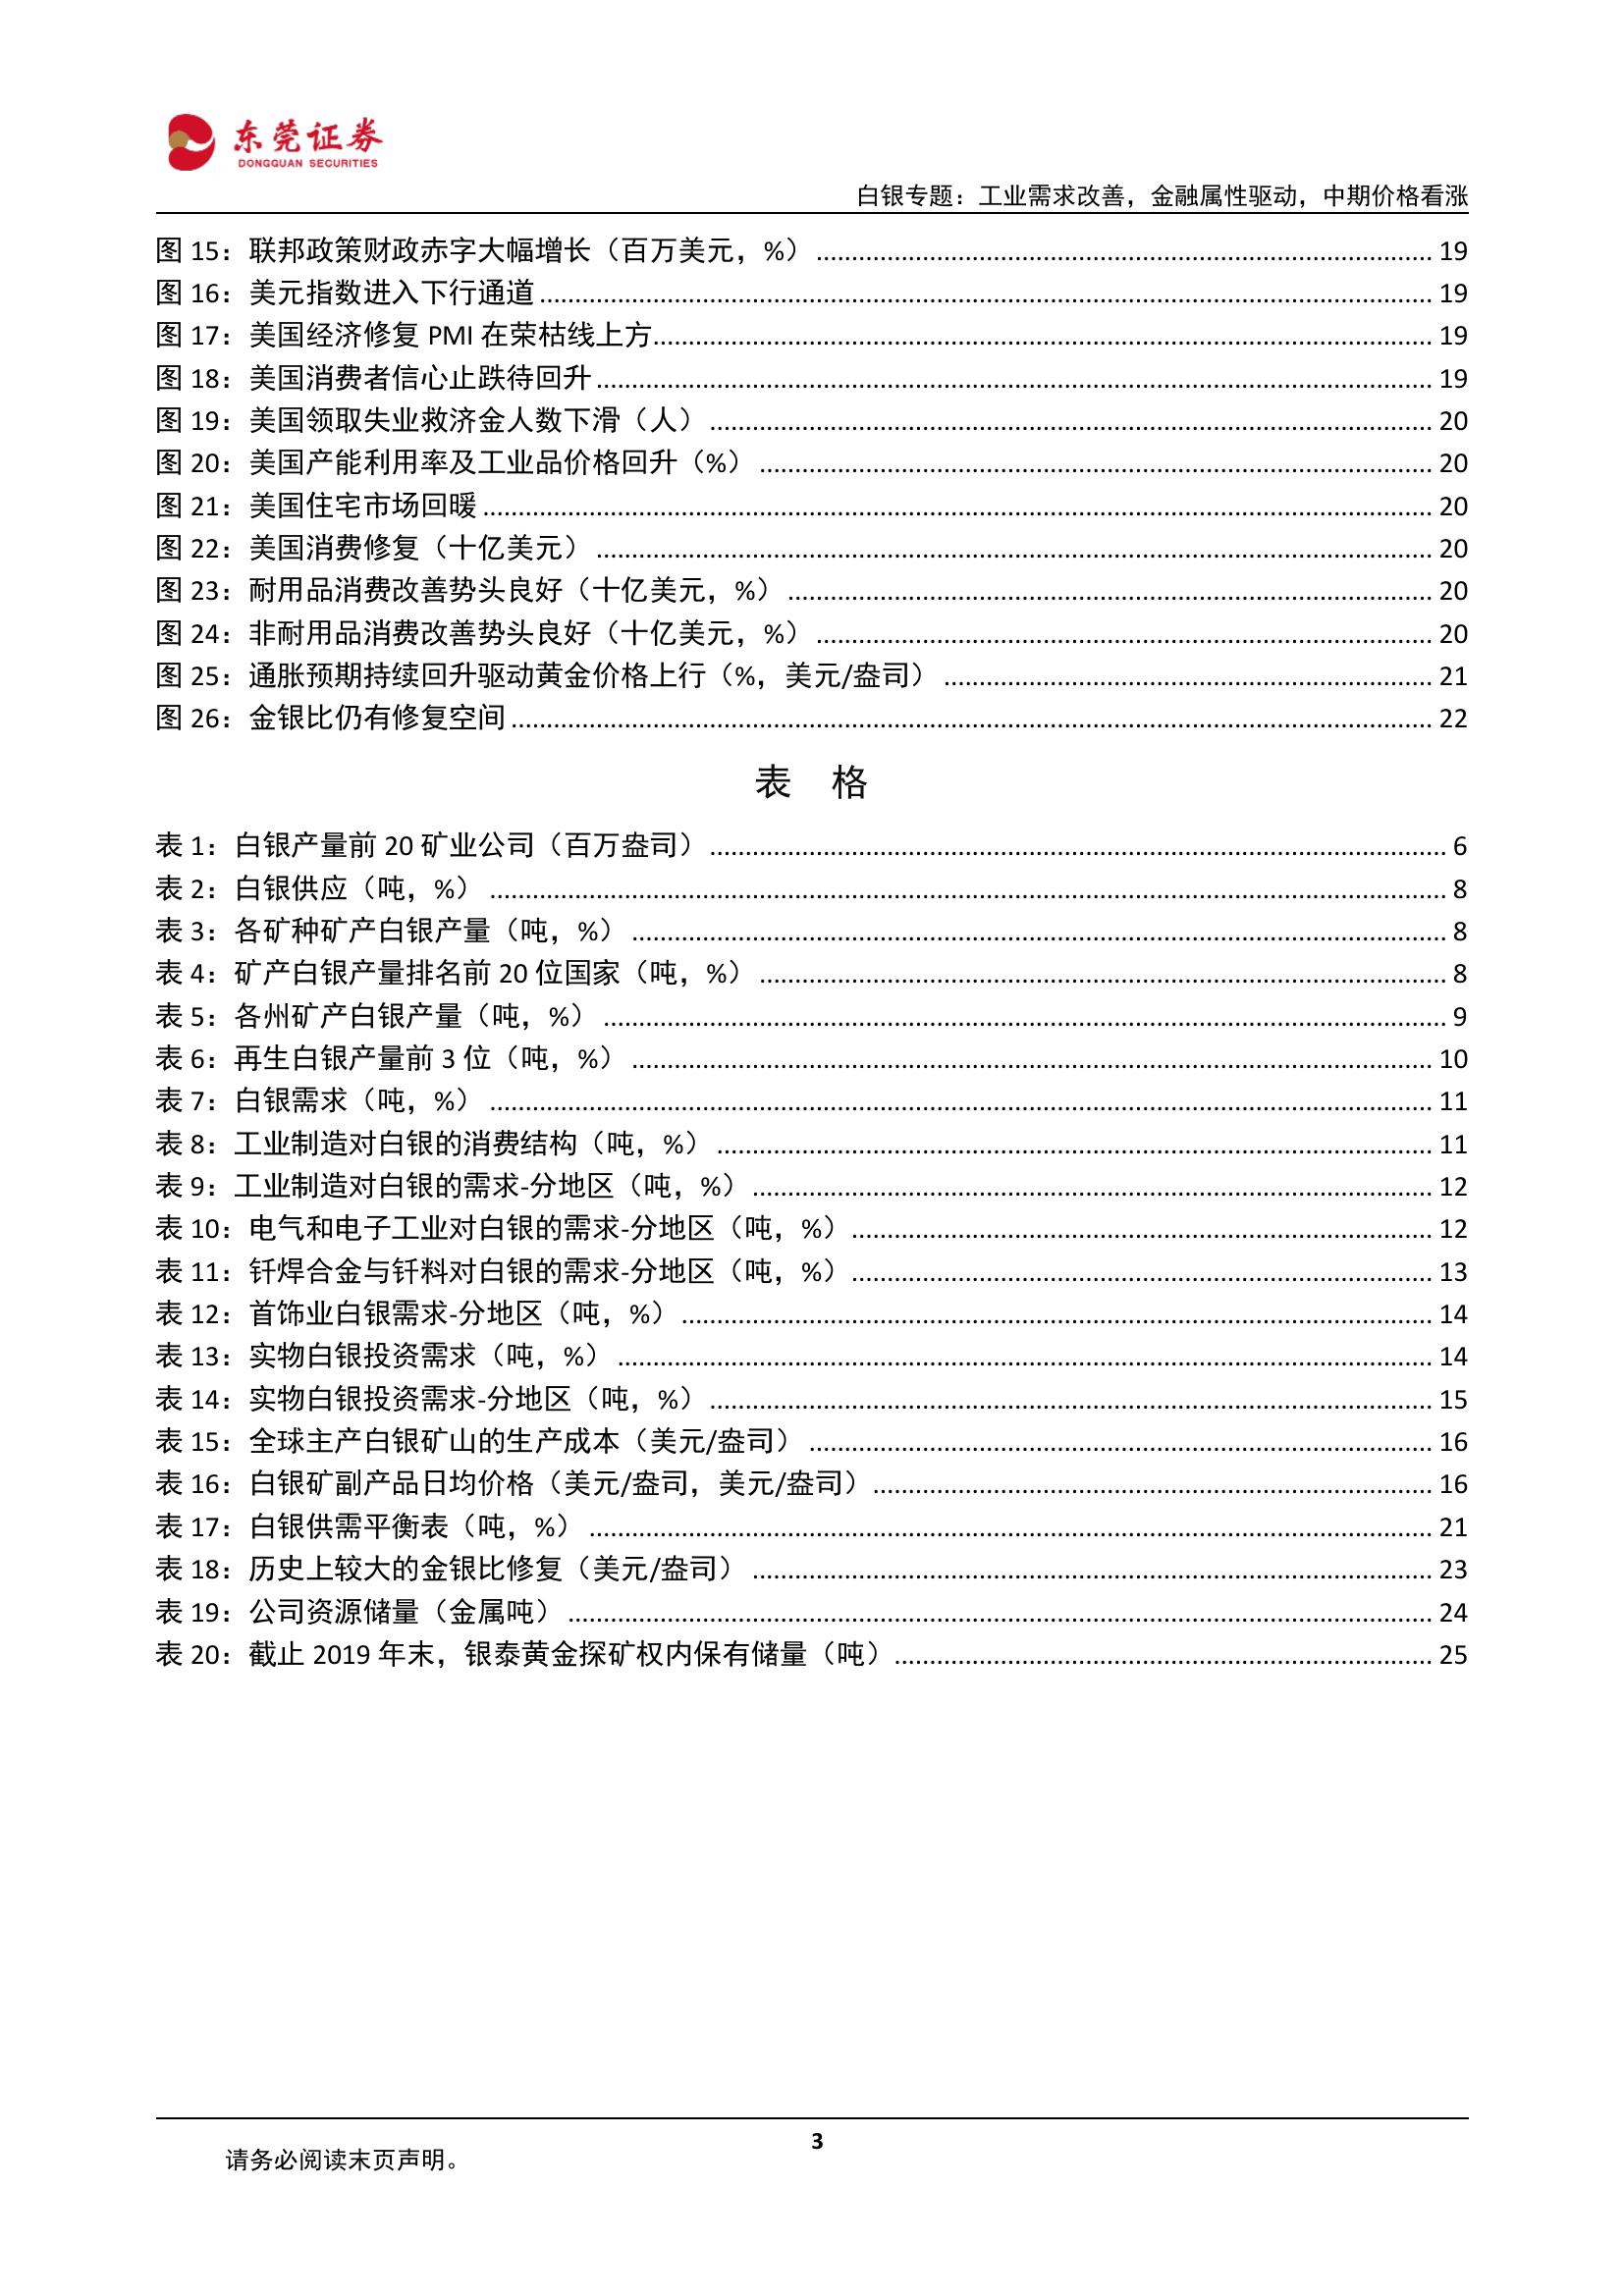 东莞证券
DONGGUAN SECURITIES
白银专题：工业需求改善，金融属性驱动，中期价格看涨
图 15：联邦政策财政赤字大幅增长（百万美元，%） 19
图 16：美元指数进入下行通道 19
图 17：美国经济修复 PMI 在荣枯线上方 19
图 18：美国消费者信心止跌待回升 19
图 19：美国领取失业救济金人数下滑（人） 20
图 20：美国产能利用率及工业品价格回升（%） 20
图 21：美国住宅市场回暖 20
图 22：美国消费修复（十亿美元） 20
图 23：耐用品消费改善势头良好（十亿美元，%） 20
图 24：非耐用品消费改善势头良好（十亿美元，%） 20
图 25：通胀预期持续回升驱动黄金价格上行（%，美元/盎司） 21
图 26：金银比仍有修复空间 22
表 格
表 1：白银产量前 20 矿业公司（百万盎司） 6
表 2：白银供应（吨，%） 8
表 3：各矿种矿产白银产量（吨，%） 8
表 4：矿产白银产量排名前 20 位国家（吨，%） 8
表 5：各州矿产白银产量（吨，%） 9
表 6：再生白银产量前 3 位（吨，%） 10
表 7：白银需求（吨，%） 11
表 8：工业制造对白银的消费结构（吨，%） 11
表 9：工业制造对白银的需求-分地区（吨，%） 12
表 10：电气和电子工业对白银的需求-分地区（吨，%） 12
表 11：钎焊合金与钎料对白银的需求-分地区（吨，%） 13
表 12：首饰业白银需求-分地区（吨，%） 14
表 13：实物白银投资需求（吨，%） 14
表 14：实物白银投资需求-分地区（吨，%） 15
表 15：全球主产白银矿山的生产成本（美元/盎司） 16
表 16：白银矿副产品日均价格（美元/盎司，美元/盎司） 16
表 17：白银供需平衡表（吨，%） 21
表 18：历史上较大的金银比修复（美元/盎司） 23
表 19：公司资源储量（金属吨） 24
表 20：截止 2019 年末，银泰黄金探矿权内保有储量（吨） 25
3
请务必阅读末页声明。